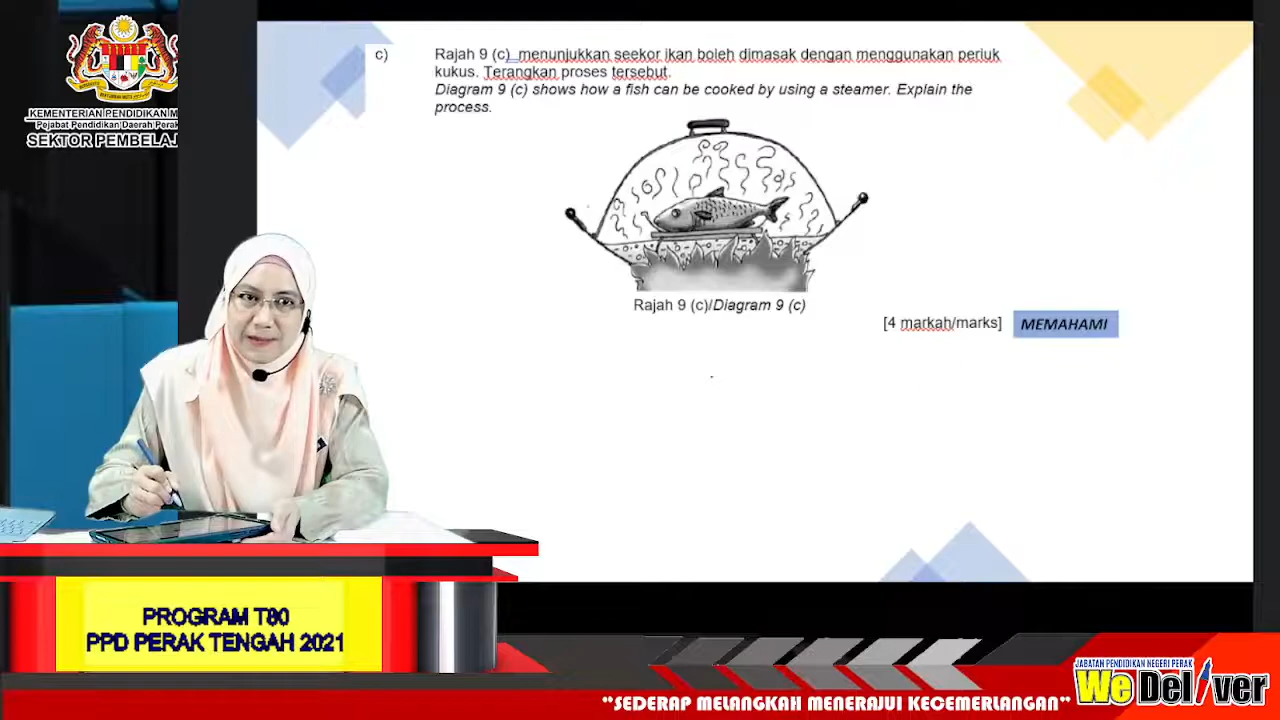 KEMENTERIAN PENDIDIKAN M
Pejabat Pendidikan Daerah Perak
SEKTOR PEMBELAJ
c)
Rajah 9 (c) menunjukkan seekor ikan boleh dimasak dengan menggunakan periuk
kukus. Terangkan proses tersebut.
Diagram 9 (c) shows how a fish can be cooked by using a steamer. Explain the
process.
Rajah 9 (c)/Diagram 9 (c)
[4 markah/marks]
MEMAHAMI
PROGRAM T80
PPD PERAK TENGAH 2021
JABATAN PENDIDIKAN NEGERI PERAK
We Deliver
"SEDERAP MELANGKAH MENERAJUI KECEMERLANGAN"